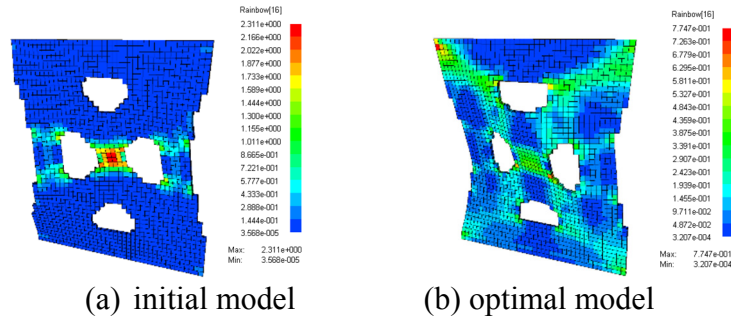 Rainbow[16]
2.311e+000
2.166e+000
2.022e+000
1.877e+000
1.733e+000
1.589e+000
1.444e+000
1.300e+000
1.155e+000
1.011e+000
8.665e-001
7.221e-001
5.777e-001
4.333e-001
2.888e-001
1.444e-001
3.568e-005
Max: 2.311e+000
Min: 3.568e-005
Rainbow[16]
7.747e-001
7.263e-001
6.779e-001
6.295e-001
5.811e-001
5.327e-001
4.843e-001
4.359e-001
3.875e-001
3.391e-001
2.907e-001
2.423e-001
1.939e-001
1.455e-001
9.711e-002
4.872e-002
3.207e-004
Max: 7.747e-001
Min: 3.207e-004
(a) initial model
(b) optimal model